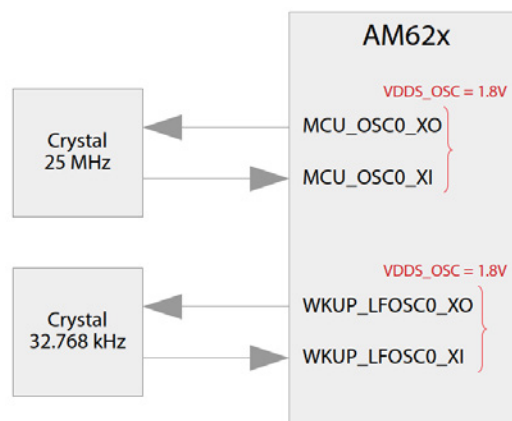 AM62x
VDDS_OSC = 1.8V
Crystal
25 MHz
MCU_OSC0_XO
MCU_OSC0_XI
VDDS_OSC = 1.8V
Crystal
32.768 kHz
WKUP_LFOSC0_XO
WKUP_LFOSC0_XI